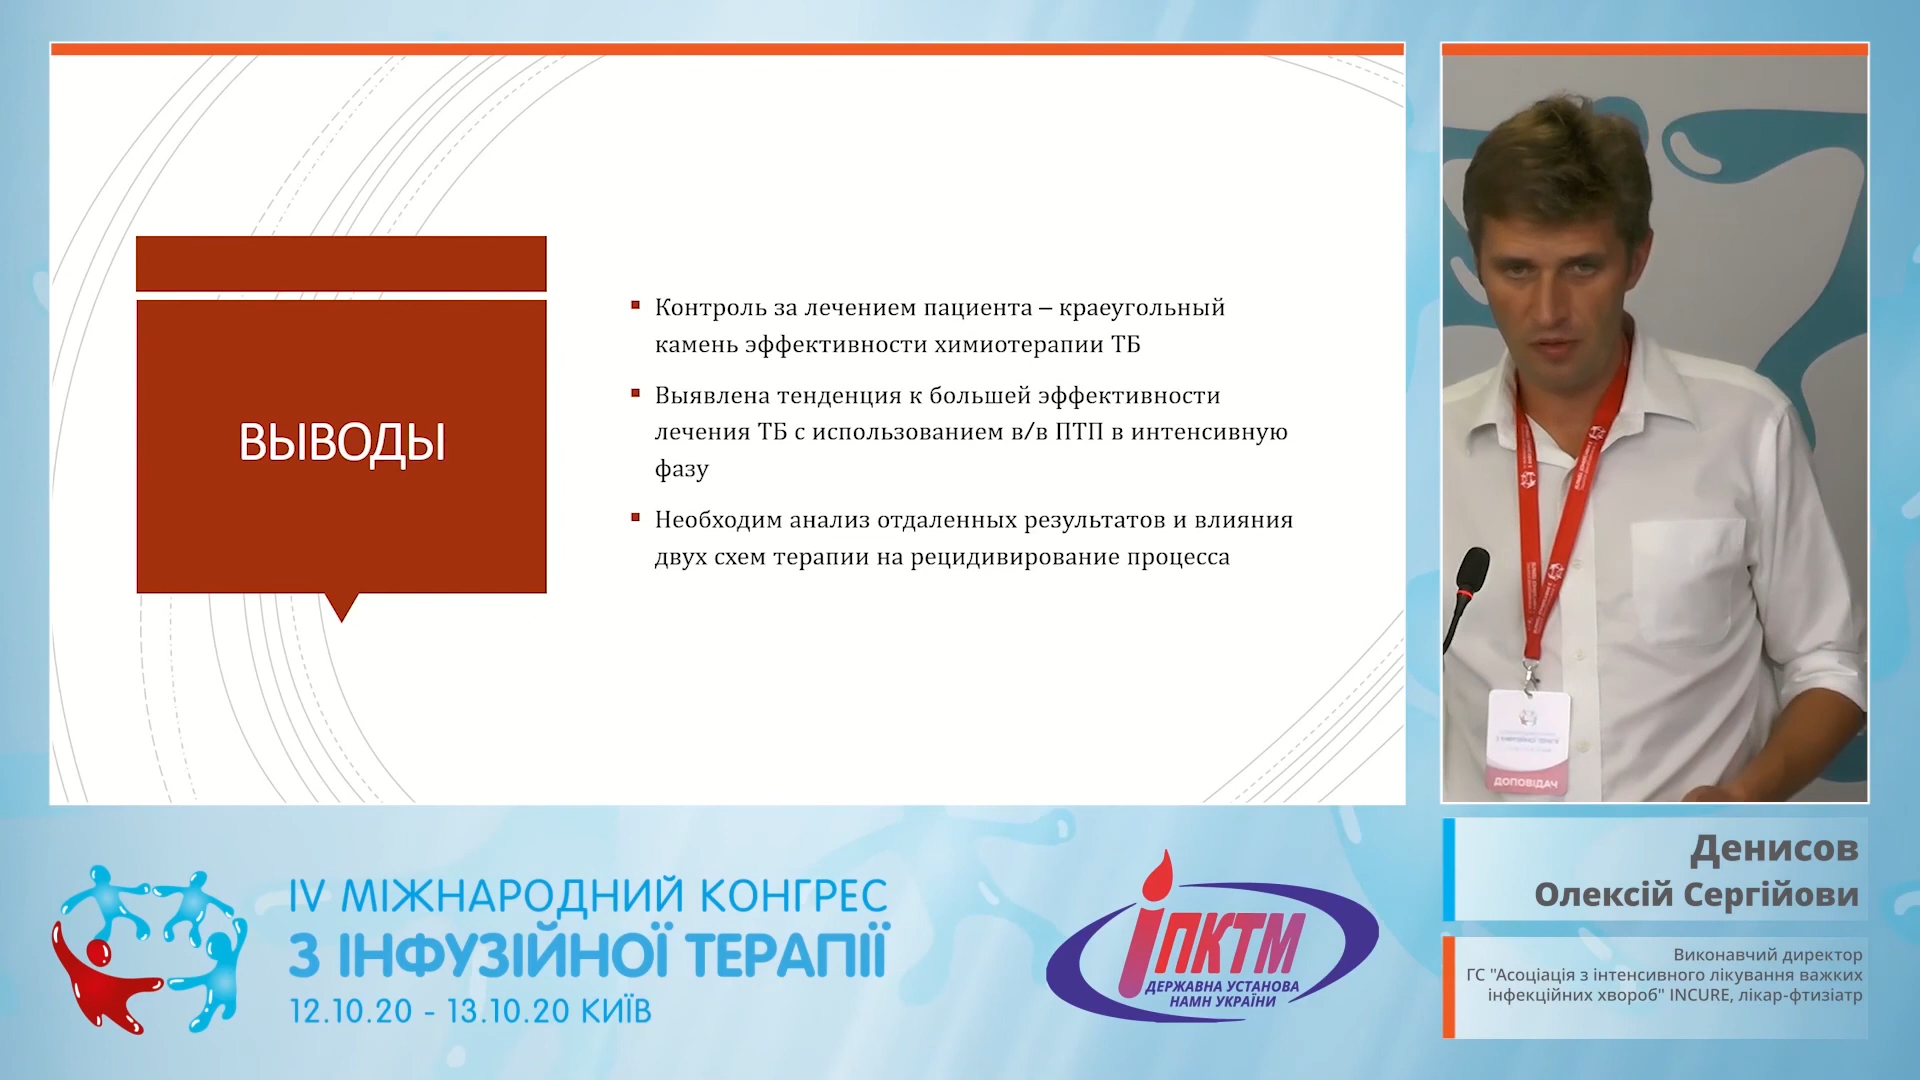 ВЫВОДЫ
Контроль за лечением пациента – краеугольный
камень эффективности химиотерапии ТБ
Выявлена тенденция к большей эффективности
лечения ТБ с использованием в/в ПТП в интенсивную
фазу
Необходим анализ отдаленных результатов и влияния
двух схем терапии на рецидивирование процесса
ДОПОВІДАЧ
Денисов
Олексій Сергійови
Виконавчий директор
ГС "Асоціація з інтенсивного лікування важких
інфекційних хвороб" INCURE, лікар-фтизіатр
IV МІЖНАРОДНИЙ КОНГРЕС
З ІНФУЗІЙНОЇ ТЕРАПІЇ
12.10.20 - 13.10.20 КИЇВ
ІПКТМ
ДЕРЖАВНА УСТАНОВА
НАМН УКРАЇНИ